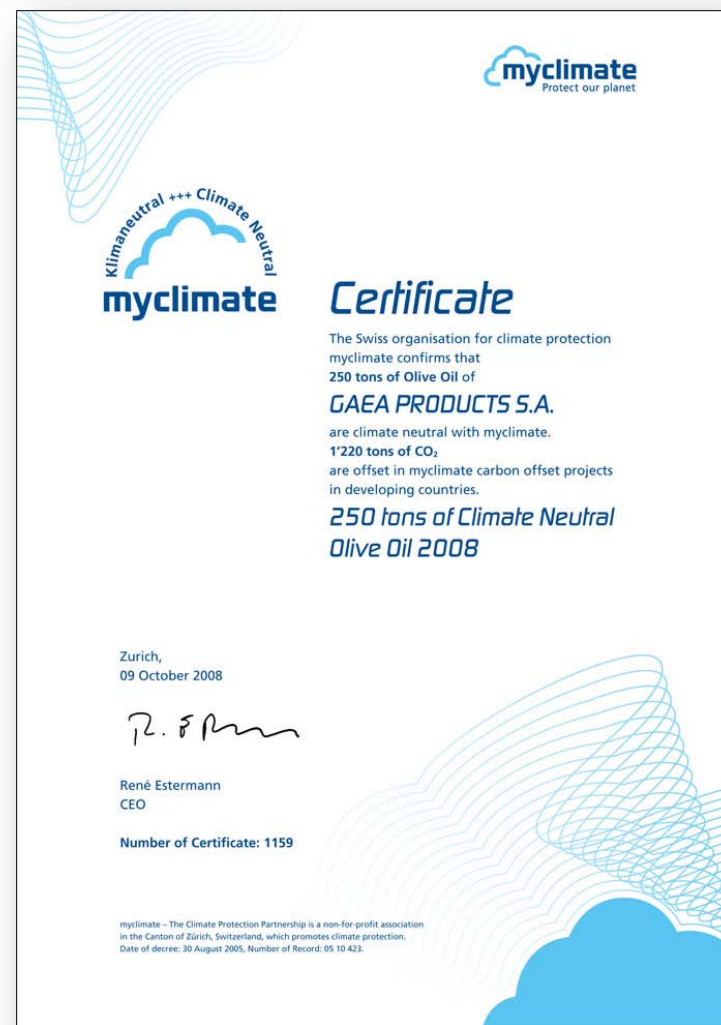 myclimate
Protect our planet
Klimaneutral +++ Climate Neutral
myclimate
Certificate
The Swiss organisation for climate protection
myclimate confirms that
250 tons of Olive Oil of
GAEA PRODUCTS S.A.
are climate neutral with myclimate.
1'220 tons of CO₂
are offset in myclimate carbon offset projects
in developing countries.
250 tons of Climate Neutral
Olive Oil 2008
Zurich,
09 October 2008
René Estermann
CEO
Number of Certificate: 1159
myclimate – The Climate Protection Partnership is a non-for-profit association
in the Canton of Zürich, Switzerland, which promotes climate protection.
Date of decree: 30 August 2005, Number of Record: 05 10 423.